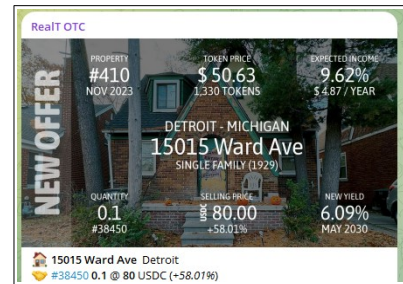 RealT OTC
NEW OFFER
PROPERTY
#410
NOV 2023
TOKEN PRICE
$ 50.63
1,330 TOKENS
EXPECTED INCOME
9.62%
$ 4.87 / YEAR
DETROIT - MICHIGAN
15015 Ward Ave
SINGLE FAMILY (1929)
QUANTITY
0.1
#38450
SELLING PRICE
USDC 80.00
+58.01%
NEW YIELD
6.09%
MAY 2030
15015 Ward Ave Detroit
#38450 0.1 @ 80 USDC (+58.01%)